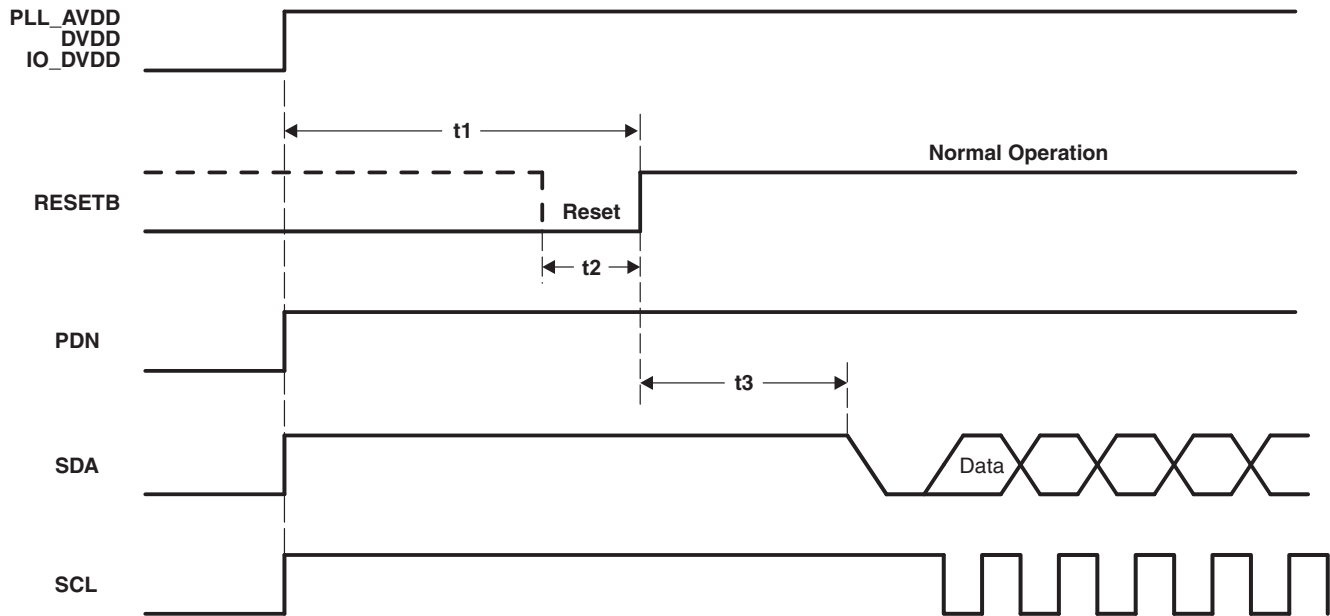 PLL_AVDD
DVDD
IO_DVDD
t1
Normal Operation
RESETB
Reset
t2
PDN
t3
SDA
Data
SCL